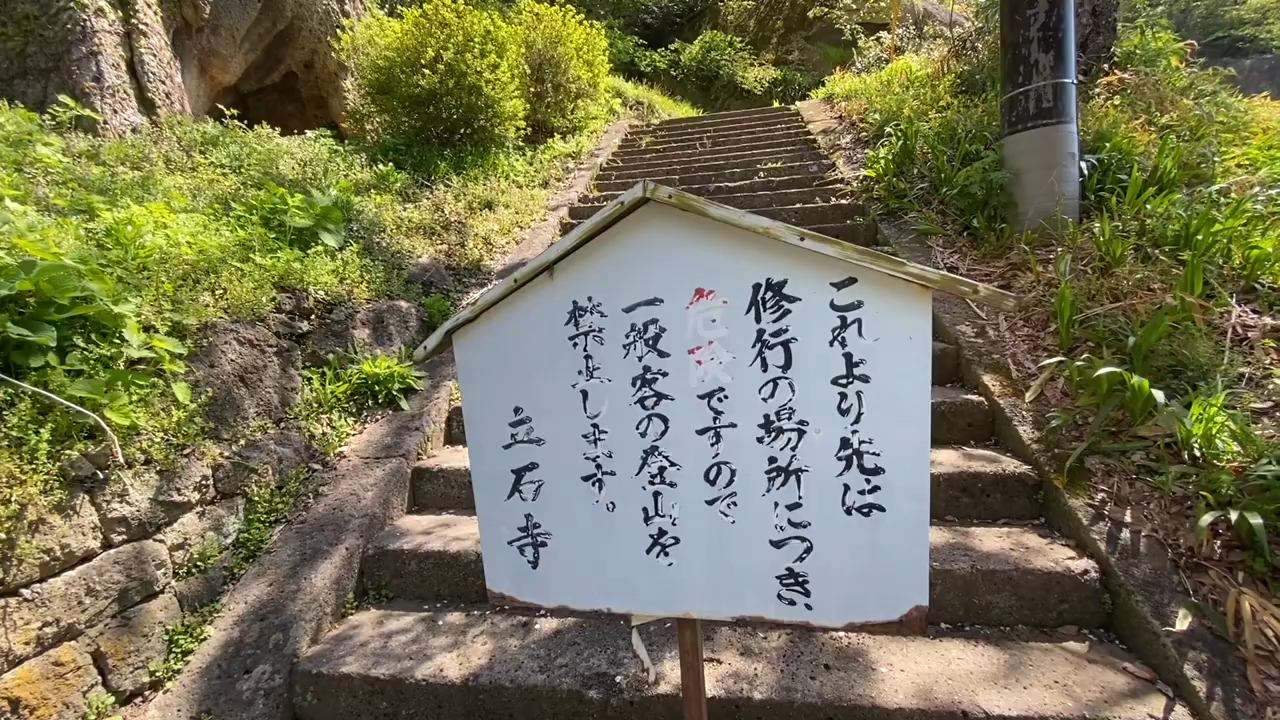 これより先は
修行の場所につき、
危険ですので
一般客の登山を
禁止します。
立石寺